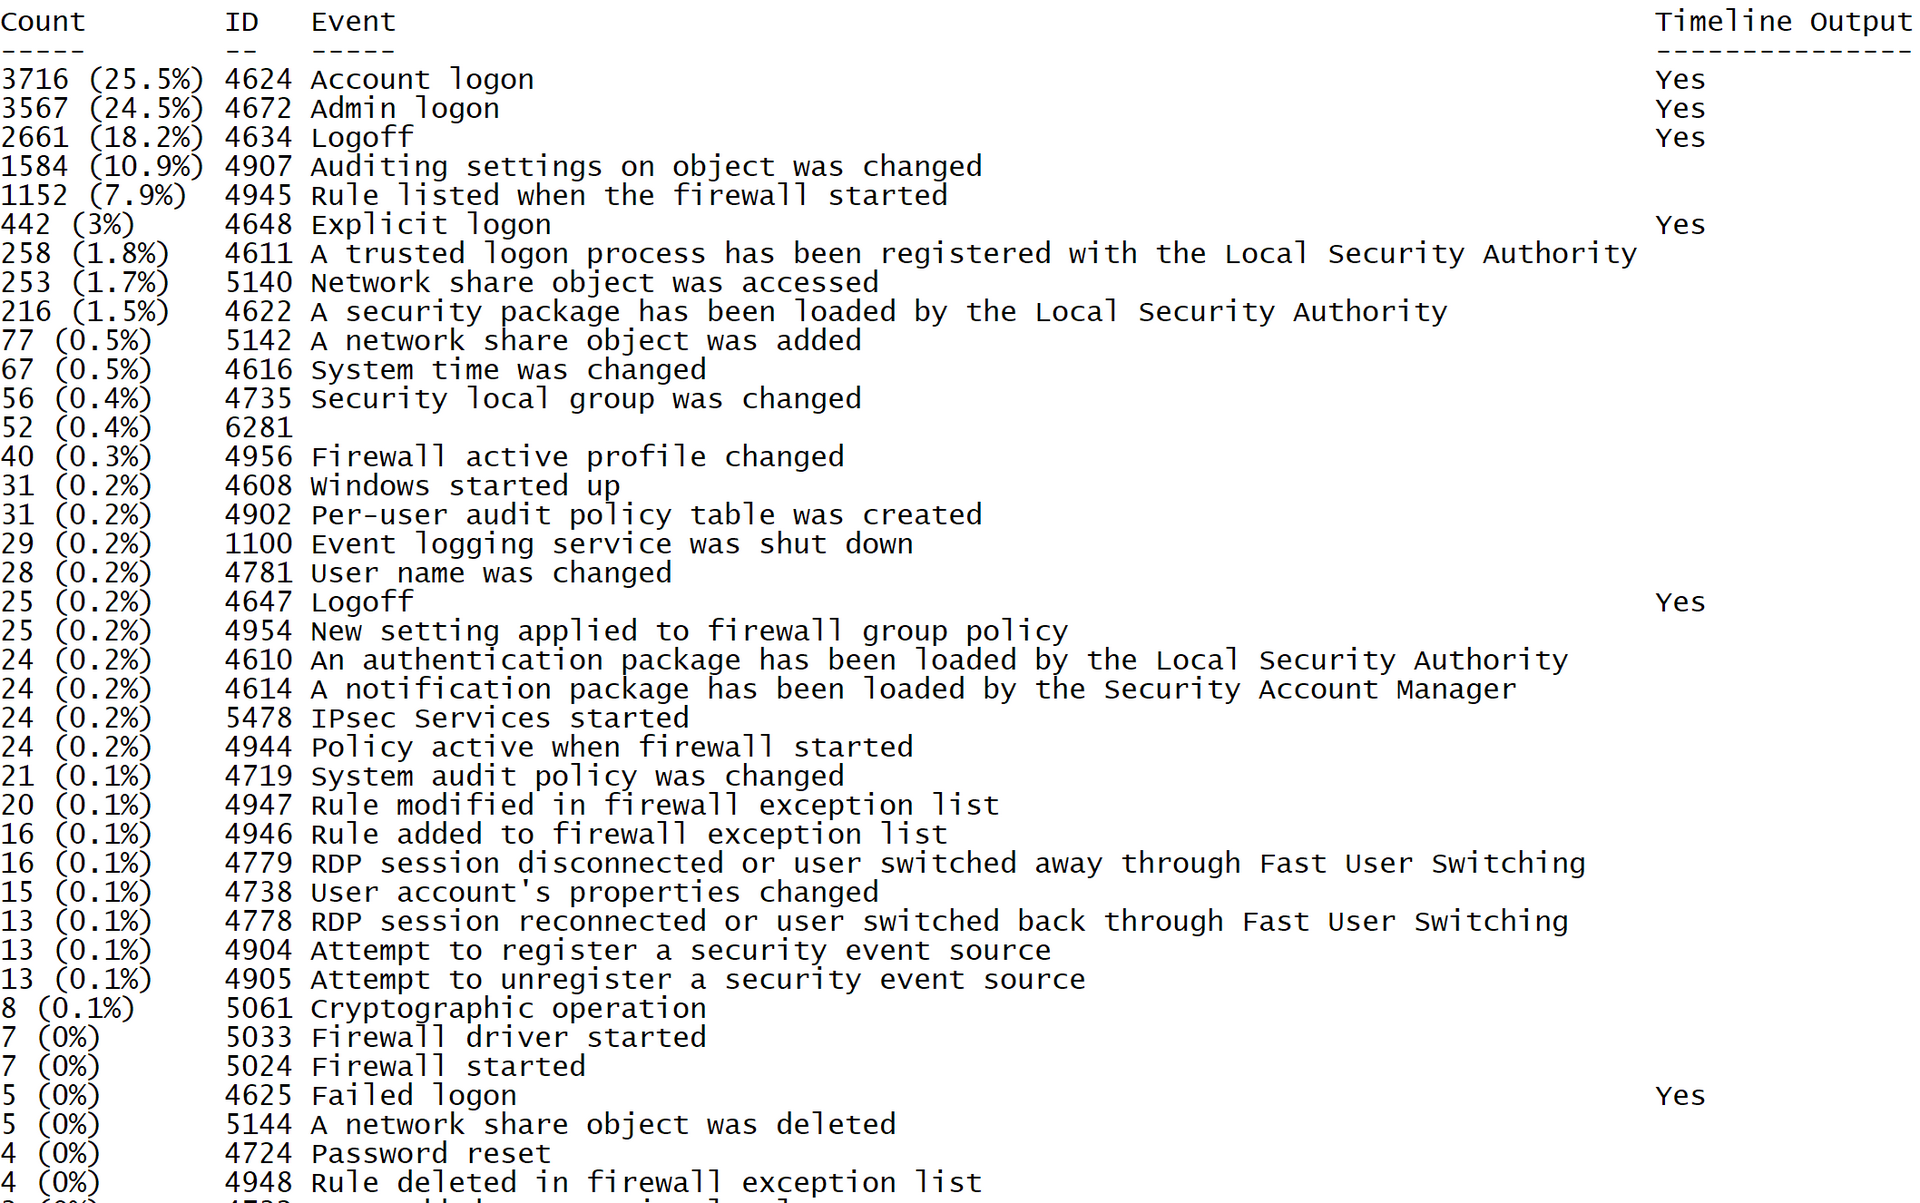 Count ID Event Timeline Output
----- -- ----- ---------------
3716 (25.5%) 4624 Account logon Yes
3567 (24.5%) 4672 Admin logon Yes
2661 (18.2%) 4634 Logoff Yes
1584 (10.9%) 4907 Auditing settings on object was changed
1152 (7.9%) 4945 Rule listed when the firewall started
442 (3%) 4648 Explicit logon Yes
258 (1.8%) 4611 A trusted logon process has been registered with the Local Security Authority
253 (1.7%) 5140 Network share object was accessed
216 (1.5%) 4622 A security package has been loaded by the Local Security Authority
77 (0.5%) 5142 A network share object was added
67 (0.5%) 4616 System time was changed
56 (0.4%) 4735 Security local group was changed
52 (0.4%) 6281
40 (0.3%) 4956 Firewall active profile changed
31 (0.2%) 4608 Windows started up
31 (0.2%) 4902 Per-user audit policy table was created
29 (0.2%) 1100 Event logging service was shut down
28 (0.2%) 4781 User name was changed
25 (0.2%) 4647 Logoff Yes
25 (0.2%) 4954 New setting applied to firewall group policy
24 (0.2%) 4610 An authentication package has been loaded by the Local Security Authority
24 (0.2%) 4614 A notification package has been loaded by the Security Account Manager
24 (0.2%) 5478 IPsec Services started
24 (0.2%) 4944 Policy active when firewall started
21 (0.1%) 4719 System audit policy was changed
20 (0.1%) 4947 Rule modified in firewall exception list
16 (0.1%) 4946 Rule added to firewall exception list
16 (0.1%) 4779 RDP session disconnected or user switched away through Fast User Switching
15 (0.1%) 4738 User account's properties changed
13 (0.1%) 4778 RDP session reconnected or user switched back through Fast User Switching
13 (0.1%) 4904 Attempt to register a security event source
13 (0.1%) 4905 Attempt to unregister a security event source
8 (0.1%) 5061 Cryptographic operation
7 (0%) 5033 Firewall driver started
7 (0%) 5024 Firewall started
5 (0%) 4625 Failed logon Yes
5 (0%) 5144 A network share object was deleted
4 (0%) 4724 Password reset
4 (0%) 4948 Rule deleted in firewall exception list